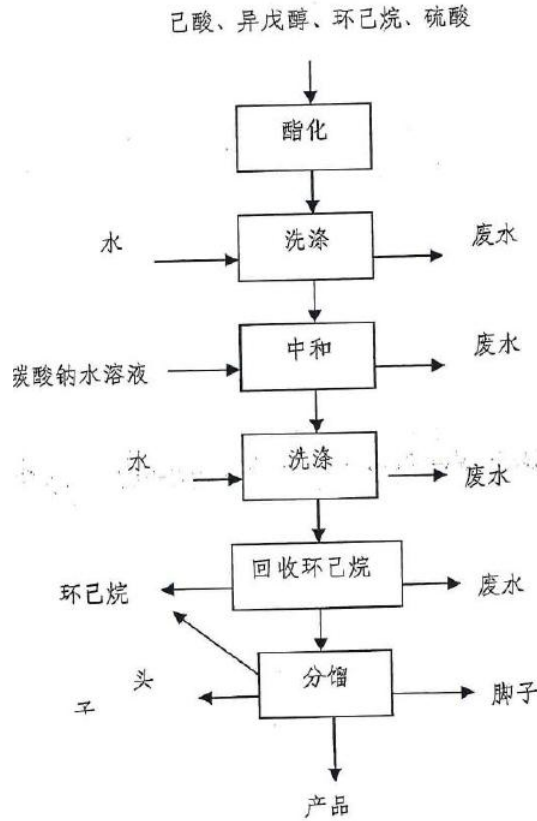 己酸、异戊醇、环己烷、硫酸
酯化
水
洗涤
废水
碳酸钠水溶液
中和
废水
水
洗涤
废水
环己烷
回收环己烷
废水
头
子
分馏
脚子
产品